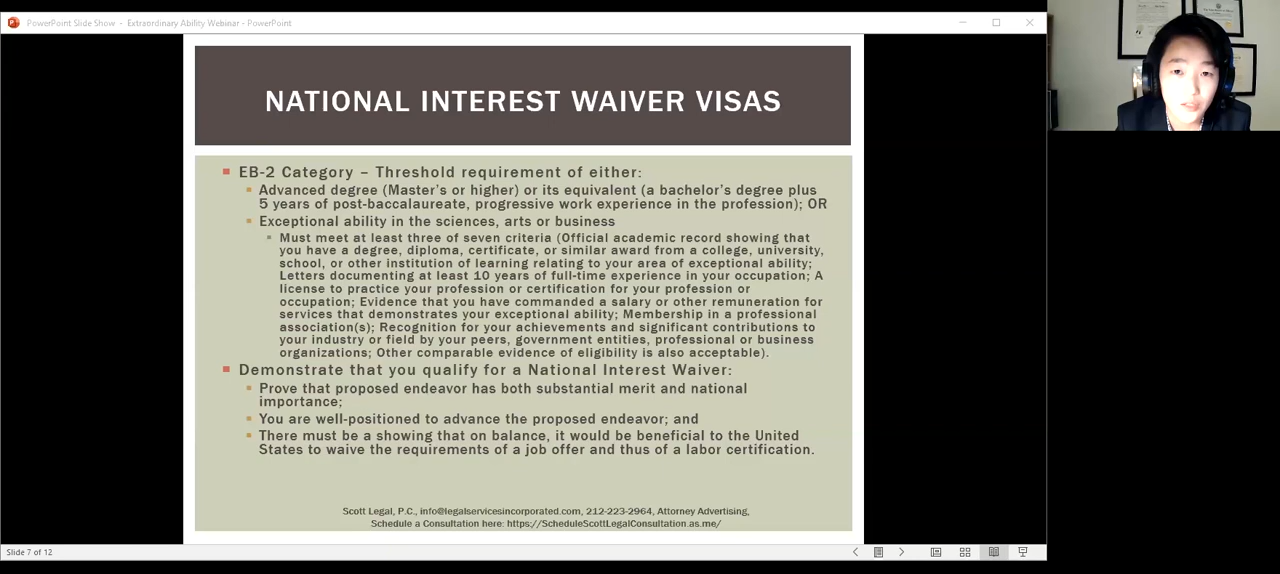 PowerPoint Slide Show - Extraordinary Ability Webinar - PowerPoint
NATIONAL INTEREST WAIVER VISAS
EB-2 Category – Threshold requirement of either:
Advanced degree (Master's or higher) or its equivalent (a bachelor's degree plus
5 years of post-baccalaureate, progressive work experience in the profession); OR
Exceptional ability in the sciences, arts or business
Must meet at least three of seven criteria (Official academic record showing that
you have a degree, diploma, certificate, or similar award from a college, university,
school, or other institution of learning relating to your area of exceptional ability;
Letters documenting at least 10 years of full-time experience in your occupation; A
license to practice your profession or certification for your profession or
occupation; Evidence that you have commanded a salary or other remuneration for
services that demonstrates your exceptional ability; Membership in a professional
association(s); Recognition for your achievements and significant contributions to
your industry or field by your peers, government entities, professional or business
organizations; Other comparable evidence of eligibility is also acceptable).
Demonstrate that you qualify for a National Interest Waiver:
Prove that proposed endeavor has both substantial merit and national
importance;
You are well-positioned to advance the proposed endeavor; and
There must be a showing that on balance, it would be beneficial to the United
States to waive the requirements of a job offer and thus of a labor certification.
Scott Legal, P.C., info@legalservicesincorporated.com, 212-223-2964, Attorney Advertising,
Schedule a Consultation here: https://ScheduleScottLegalConsultation.as.me/
Slide 7 of 12